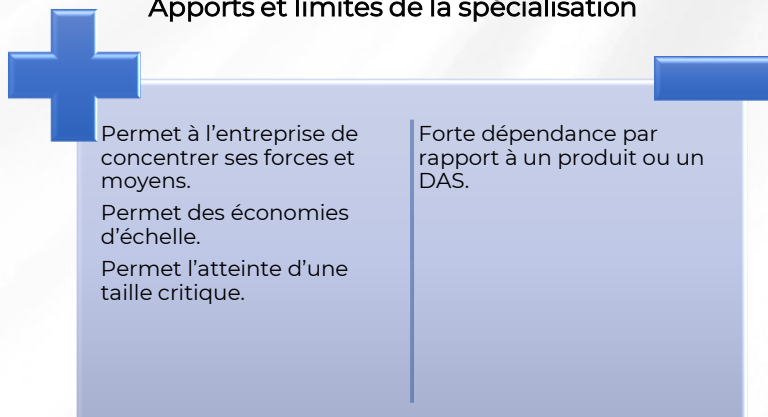 Apports et limites de la spécialisation
Permet à l’entreprise de
concentrer ses forces et
moyens.
Permet des économies
d’échelle.
Permet l’atteinte d’une
taille critique.
Forte dépendance par
rapport à un produit ou un
DAS.